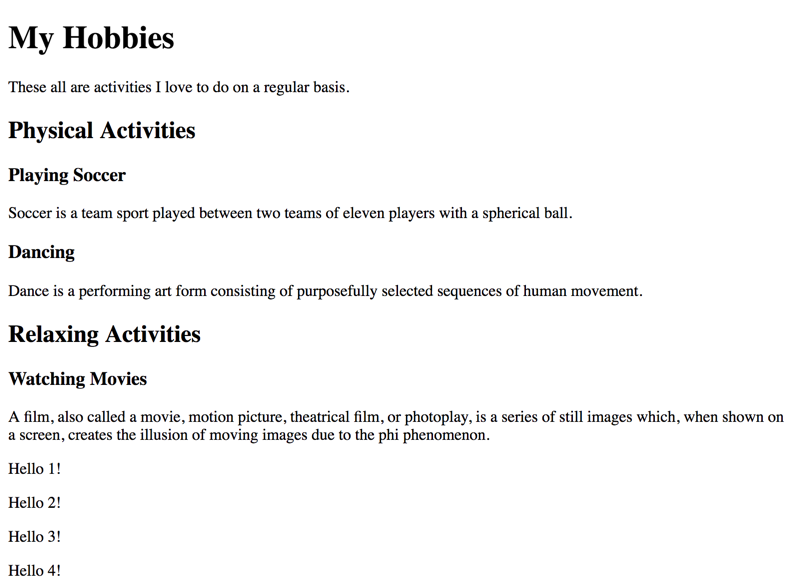 My Hobbies
These all are activities I love to do on a regular basis.
Physical Activities
Playing Soccer
Soccer is a team sport played between two teams of eleven players with a spherical ball.
Dancing
Dance is a performing art form consisting of purposefully selected sequences of human movement.
Relaxing Activities
Watching Movies
A film, also called a movie, motion picture, theatrical film, or photoplay, is a series of still images which, when shown on
a screen, creates the illusion of moving images due to the phi phenomenon.
Hello 1!
Hello 2!
Hello 3!
Hello 4!